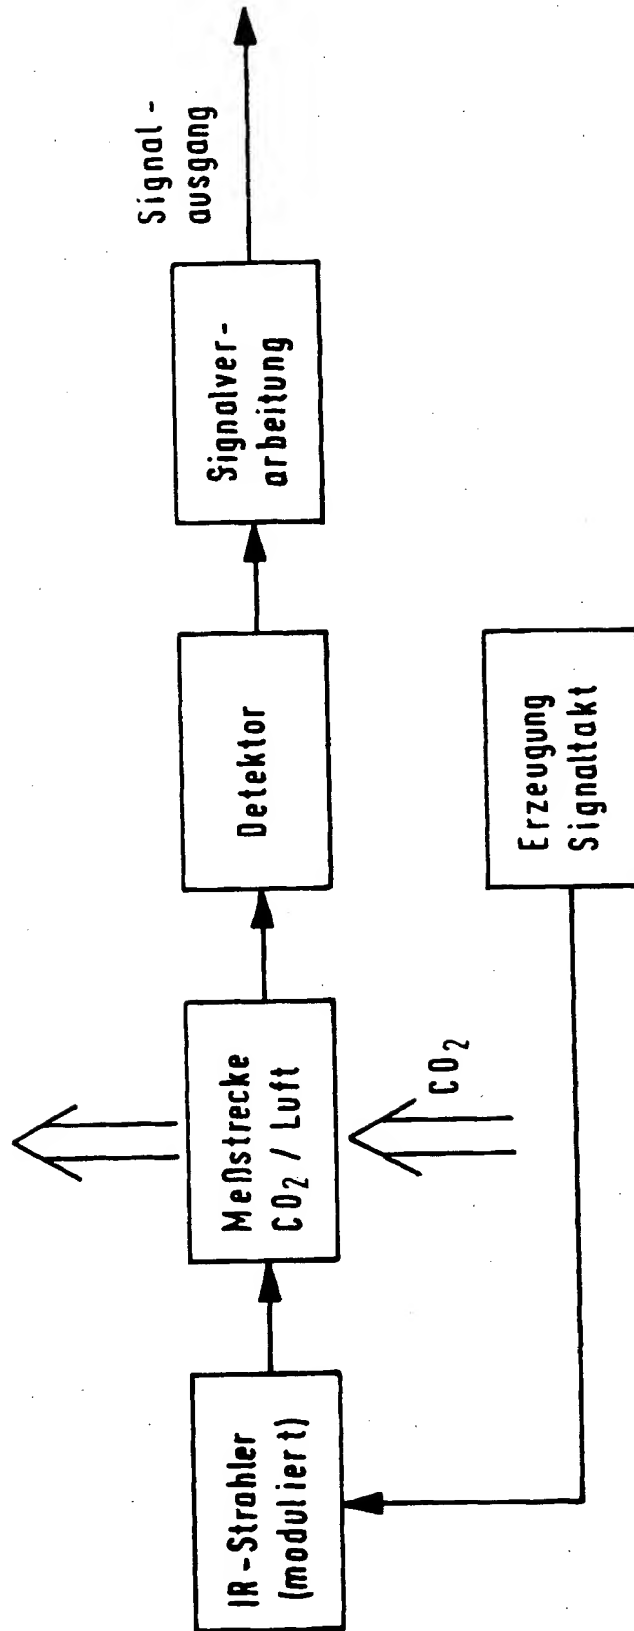 IR-Strahler
(moduliert)
Meßstrecke
CO₂ / Luft
CO₂
Detektor
Signalver-
arbeitung
Signal-
ausgang
Erzeugung
Signaltakt